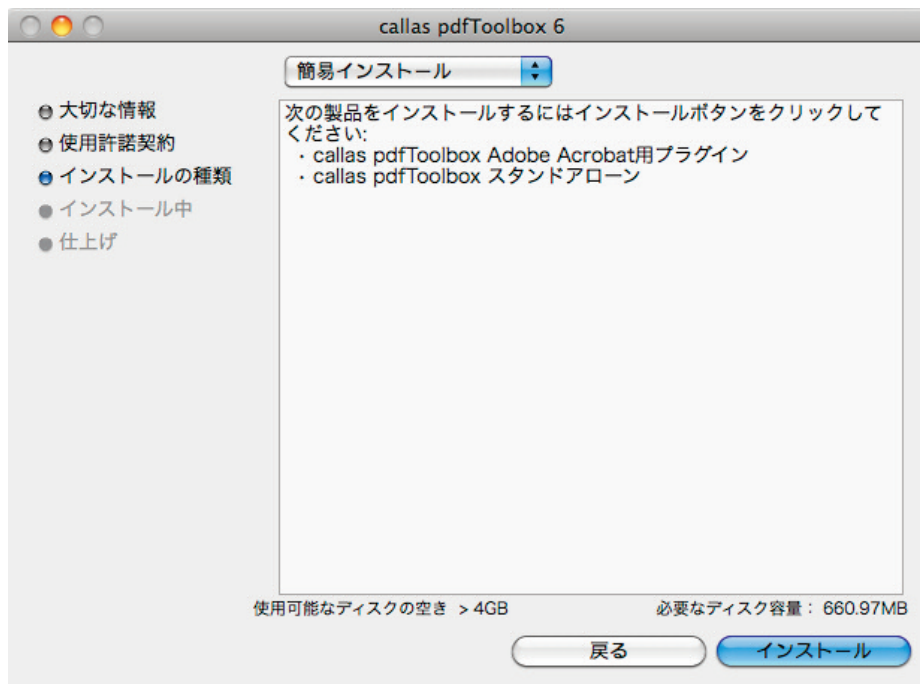 callas pdfToolbox 6
簡易インストール
大切な情報
使用許諾契約
インストールの種類
インストール中
仕上げ
次の製品をインストールするにはインストールボタンをクリックして
ください:
・callas pdfToolbox Adobe Acrobat用プラグイン
・callas pdfToolbox スタンドアローン
使用可能なディスクの空き > 4GB
必要なディスク容量： 660.97MB
戻る
インストール